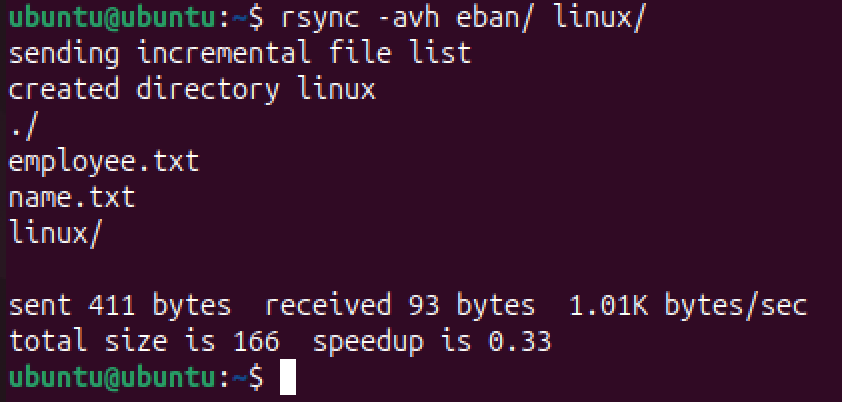 ubuntu@ubuntu:~$ rsync -avh eban/ linux/
sending incremental file list
created directory linux
./
employee.txt
name.txt
linux/

sent 411 bytes  received 93 bytes  1.01K bytes/sec
total size is 166  speedup is 0.33
ubuntu@ubuntu:~$